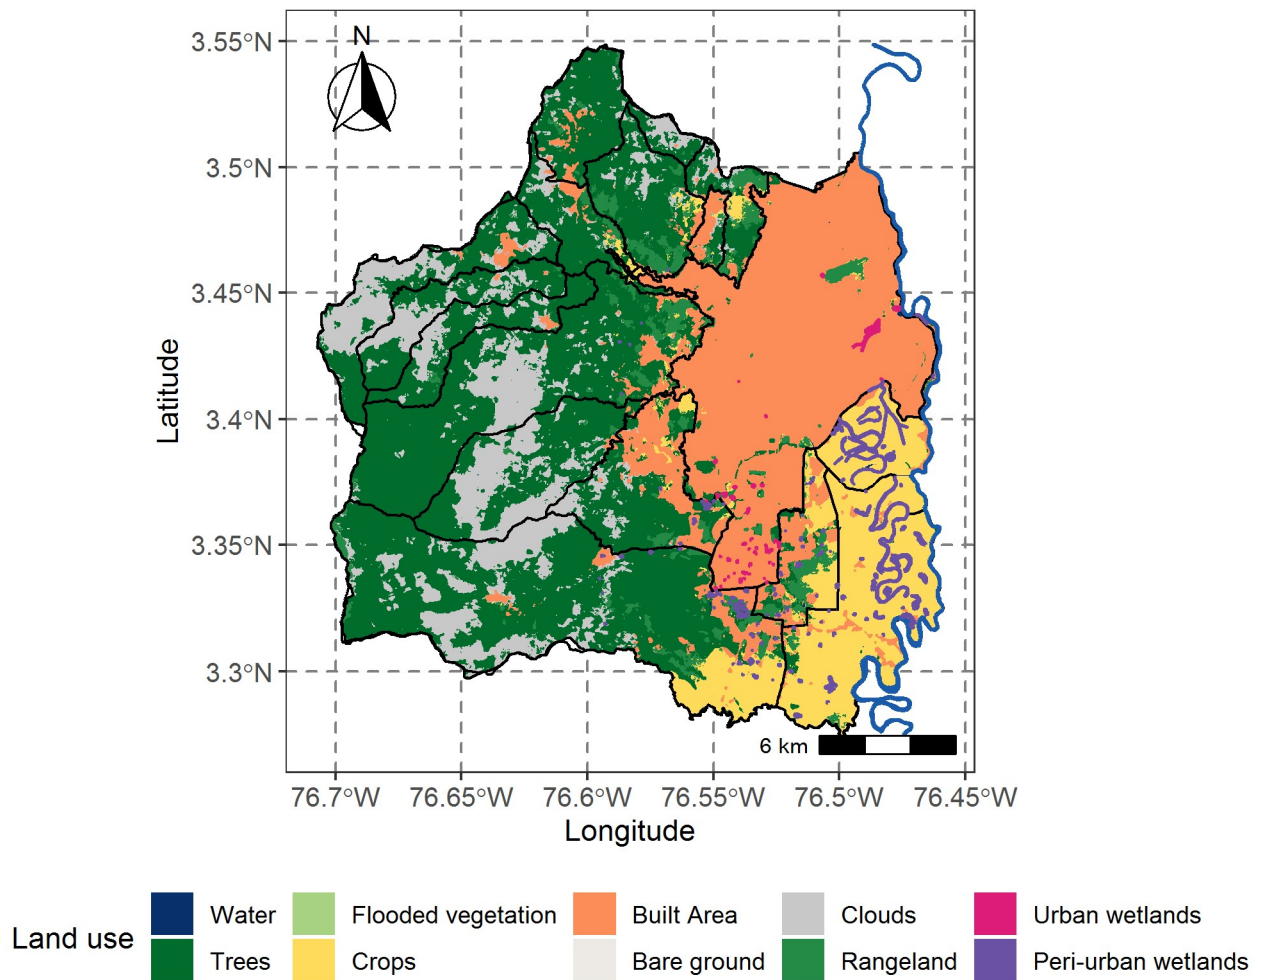 N
3.55°N
3.5°N
3.45°N
3.4°N
3.35°N
3.3°N
Latitude
6 km
76.7°W 76.65°W 76.6°W 76.55°W 76.5°W 76.45°W
Longitude
Land use
Water Flooded vegetation Built Area Clouds Urban wetlands
Trees Crops Bare ground Rangeland Peri-urban wetlands